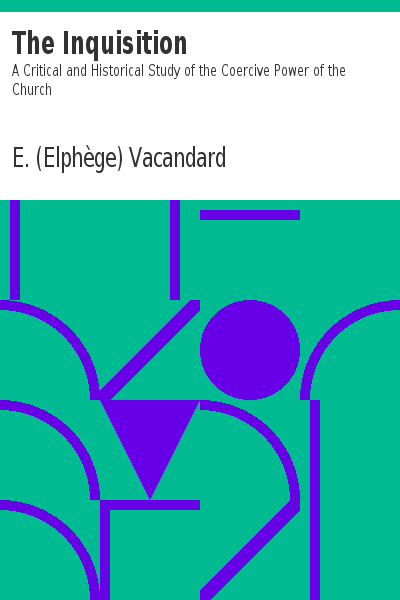 The Inquisition
A Critical and Historical Study of the Coercive Power of the
Church
E. (Elphège) Vacandard